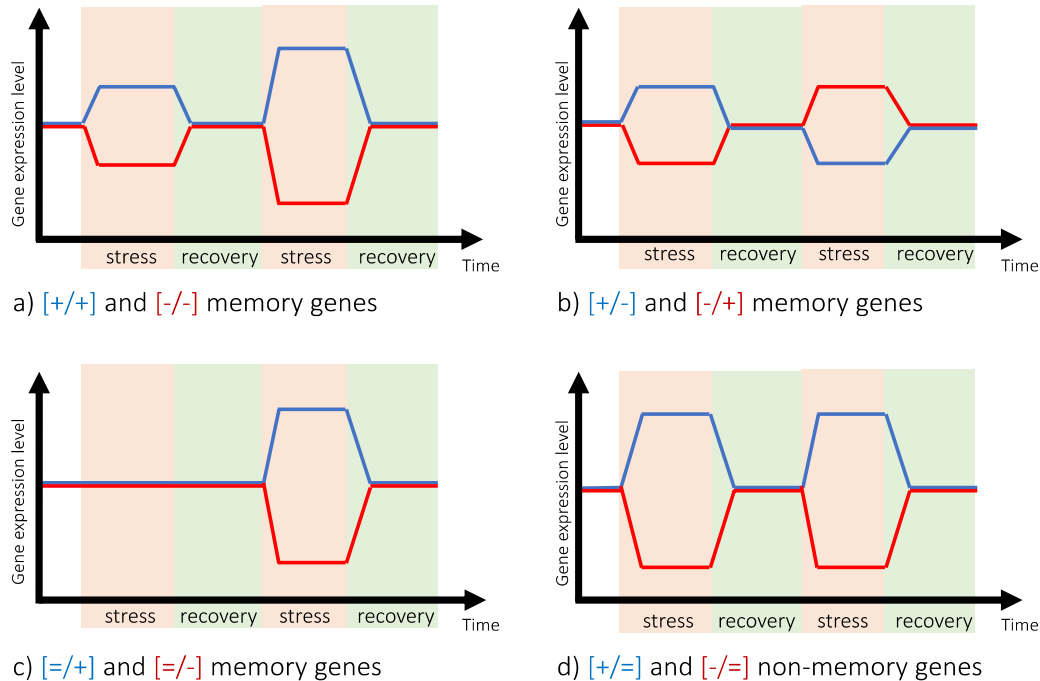 Gene expression level
stress recovery stress recovery
Time
a) [+/+] and [-/-] memory genes
Gene expression level
stress recovery stress recovery
Time
b) [+/-] and [-/+] memory genes
Gene expression level
stress recovery stress recovery
Time
c) [=/+] and [=/-] memory genes
Gene expression level
stress recovery stress recovery
Time
d) [+/=] and [-/=] non-memory genes